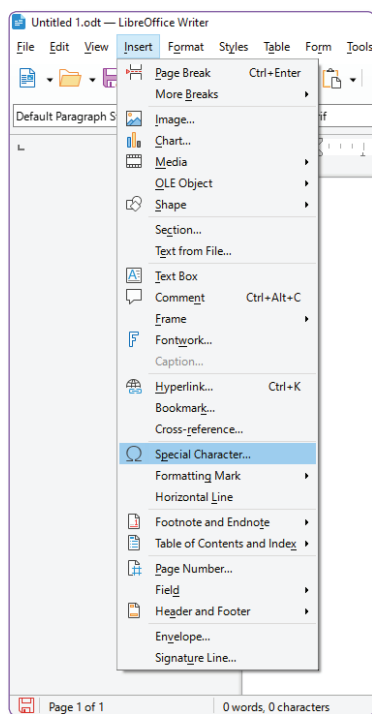 Untitled 1.odt — LibreOffice Writer
File Edit View Insert Format Styles Table Form Tools
Default Paragraph S
if
Page Break Ctrl+Enter
More Breaks
Image...
Chart...
Media
OLE Object
Shape
Section...
Text from File...
Text Box
Comment Ctrl+Alt+C
Frame
Fontwork...
Caption...
Hyperlink... Ctrl+K
Bookmark...
Cross-reference...
Special Character...
Formatting Mark
Horizontal Line
Footnote and Endnote
Table of Contents and Index
Page Number...
Field
Header and Footer
Envelope...
Signature Line...
Page 1 of 1 0 words, 0 characters